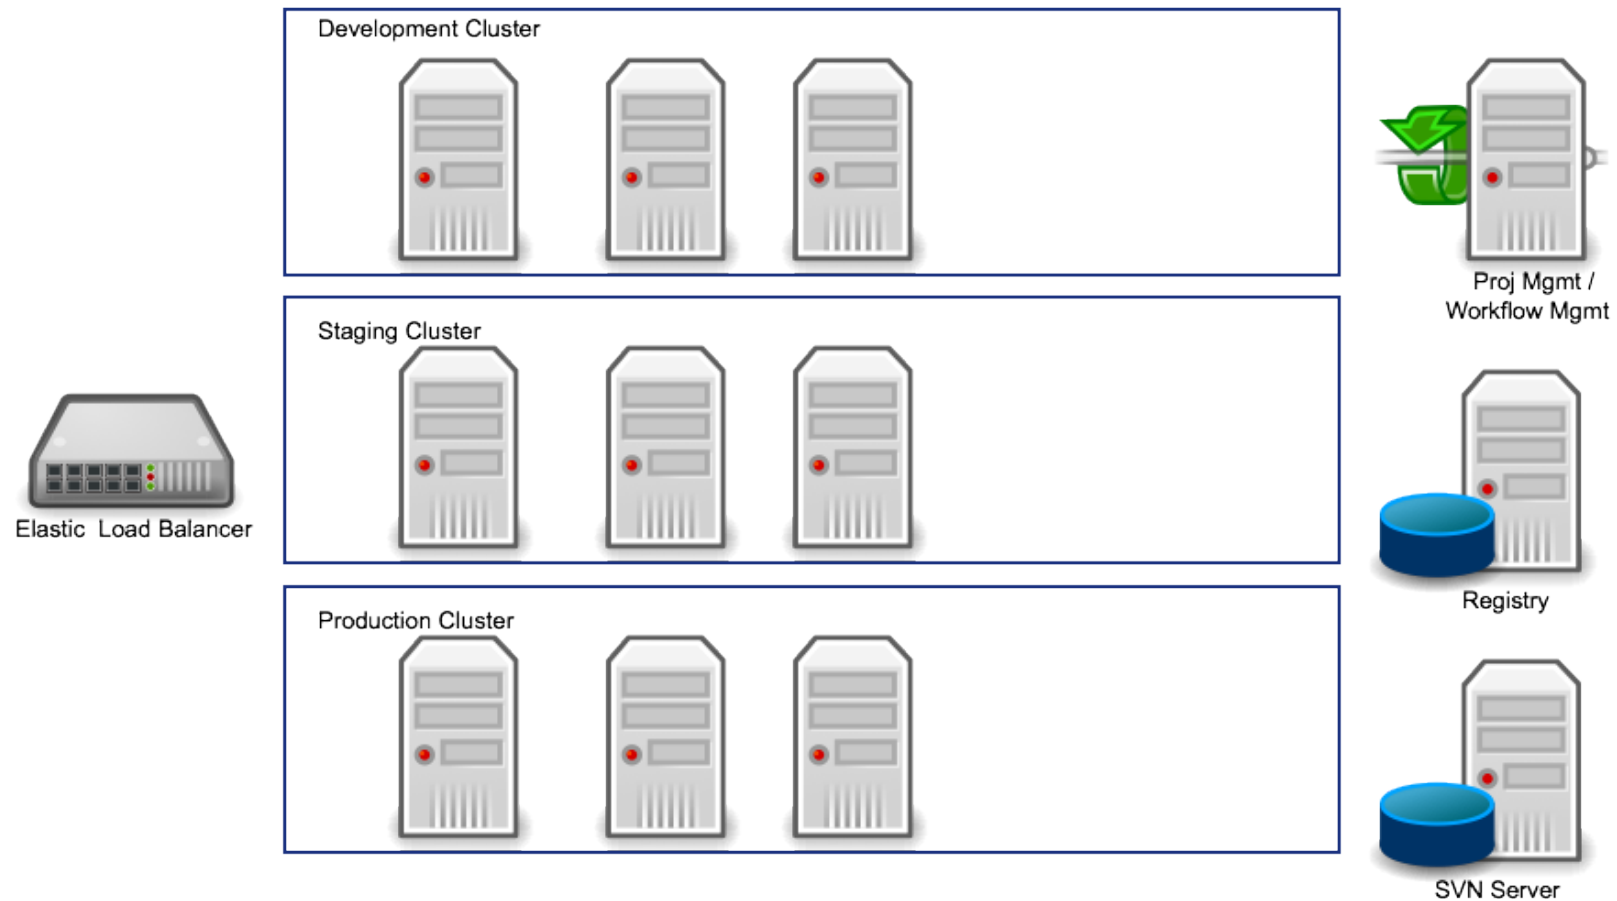 Development Cluster
Proj Mgmt /
Workflow Mgmt
Staging Cluster
Elastic Load Balancer
Registry
Production Cluster
SVN Server